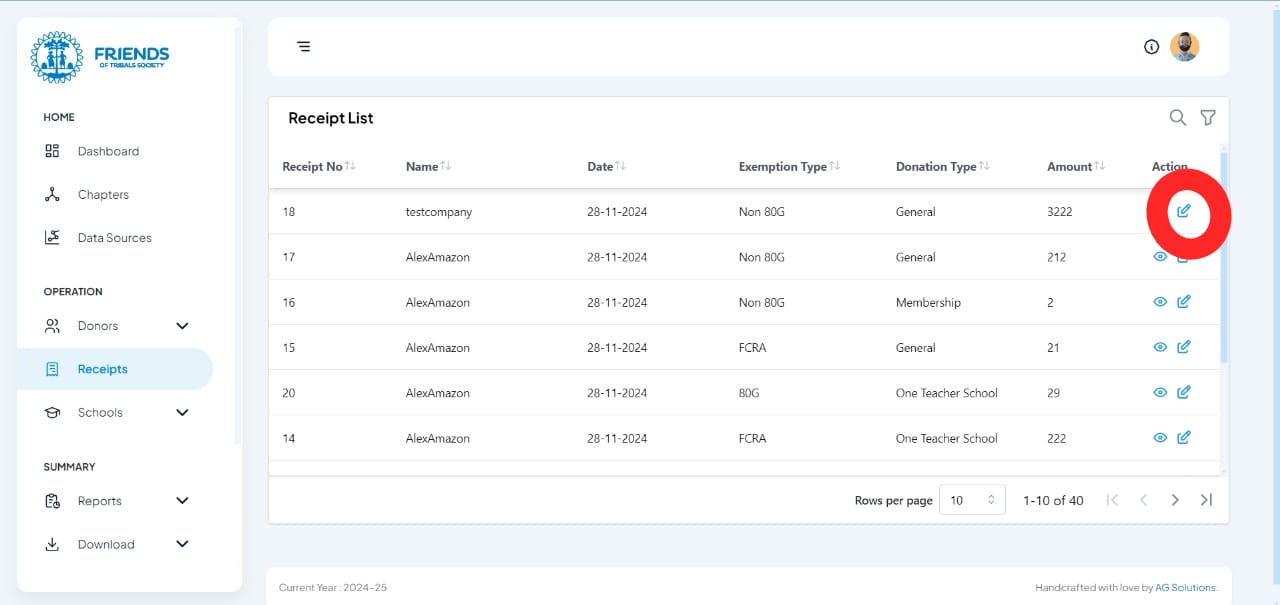 FRIENDS
OF TRIBALS SOCIETY
HOME
Dashboard
Chapters
Data Sources
OPERATION
Donors
Receipts
Schools
SUMMARY
Reports
Download
Receipt List
Receipt No Name Date Exemption Type Donation Type Amount Action
18 testcompany 28-11-2024 Non 80G General 3222
17 AlexAmazon 28-11-2024 Non 80G General 212
16 AlexAmazon 28-11-2024 Non 80G Membership 2
15 AlexAmazon 28-11-2024 FCRA General 21
20 AlexAmazon 28-11-2024 80G One Teacher School 29
14 AlexAmazon 28-11-2024 FCRA One Teacher School 222
Rows per page 10 1-10 of 40
Current Year : 2024-25 Handcrafted with love by AG Solutions.